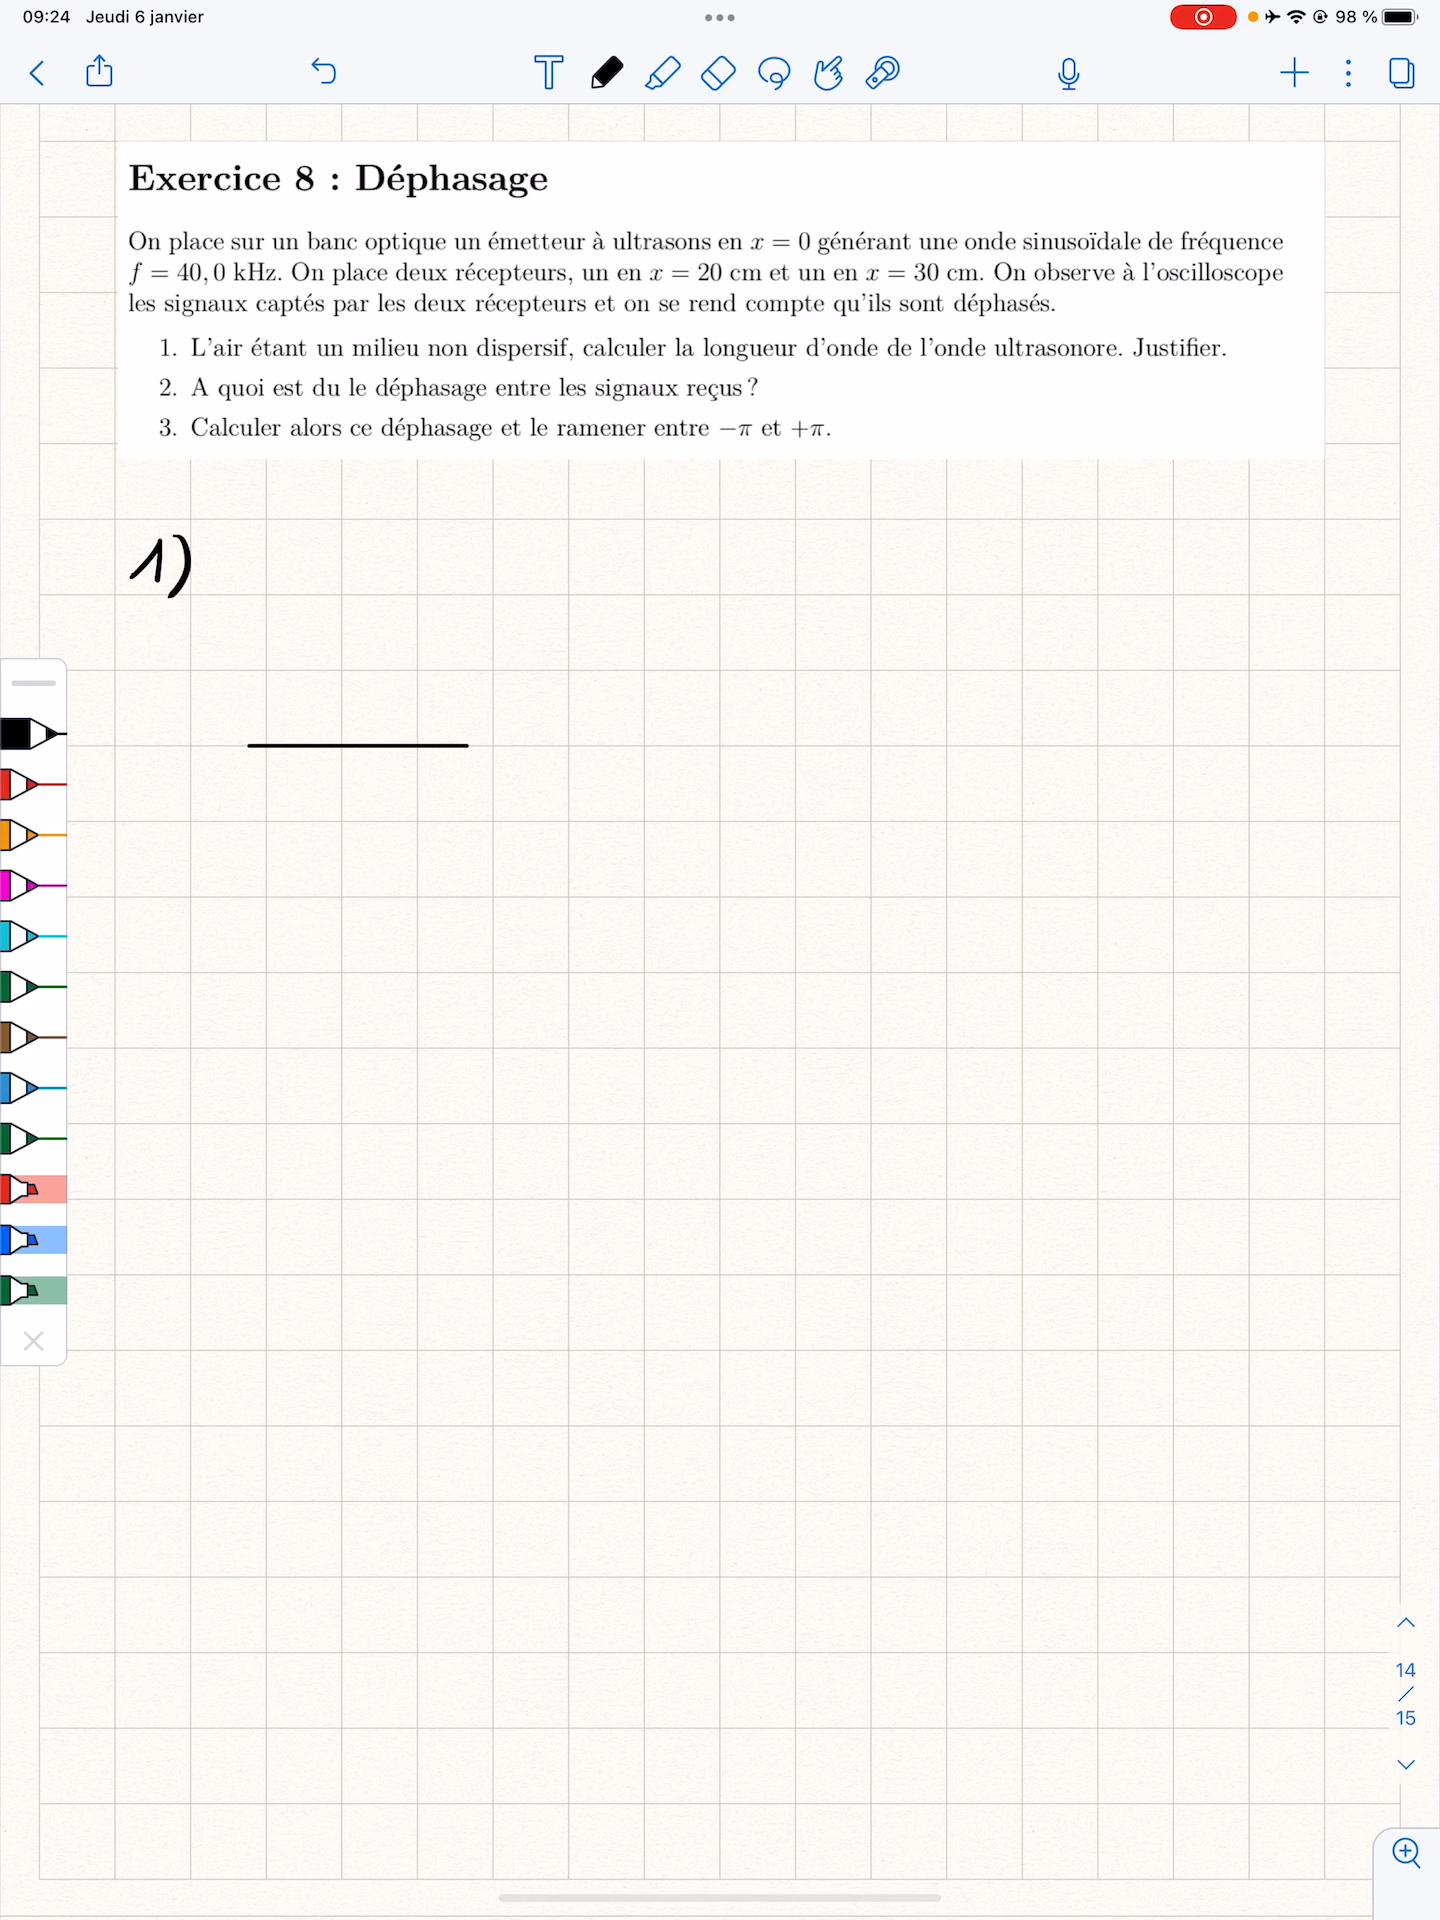 09:24 Jeudi 6 janvier
98 %
Exercice 8 : Déphasage
On place sur un banc optique un émetteur à ultrasons en x = 0 générant une onde sinusoïdale de fréquence
f = 40,0 kHz. On place deux récepteurs, un en x = 20 cm et un en x = 30 cm. On observe à l'oscilloscope
les signaux captés par les deux récepteurs et on se rend compte qu'ils sont déphasés.
1. L'air étant un milieu non dispersif, calculer la longueur d'onde de l'onde ultrasonore. Justifier.
2. A quoi est du le déphasage entre les signaux reçus ?
3. Calculer alors ce déphasage et le ramener entre −π et +π.
1)
14
/
15